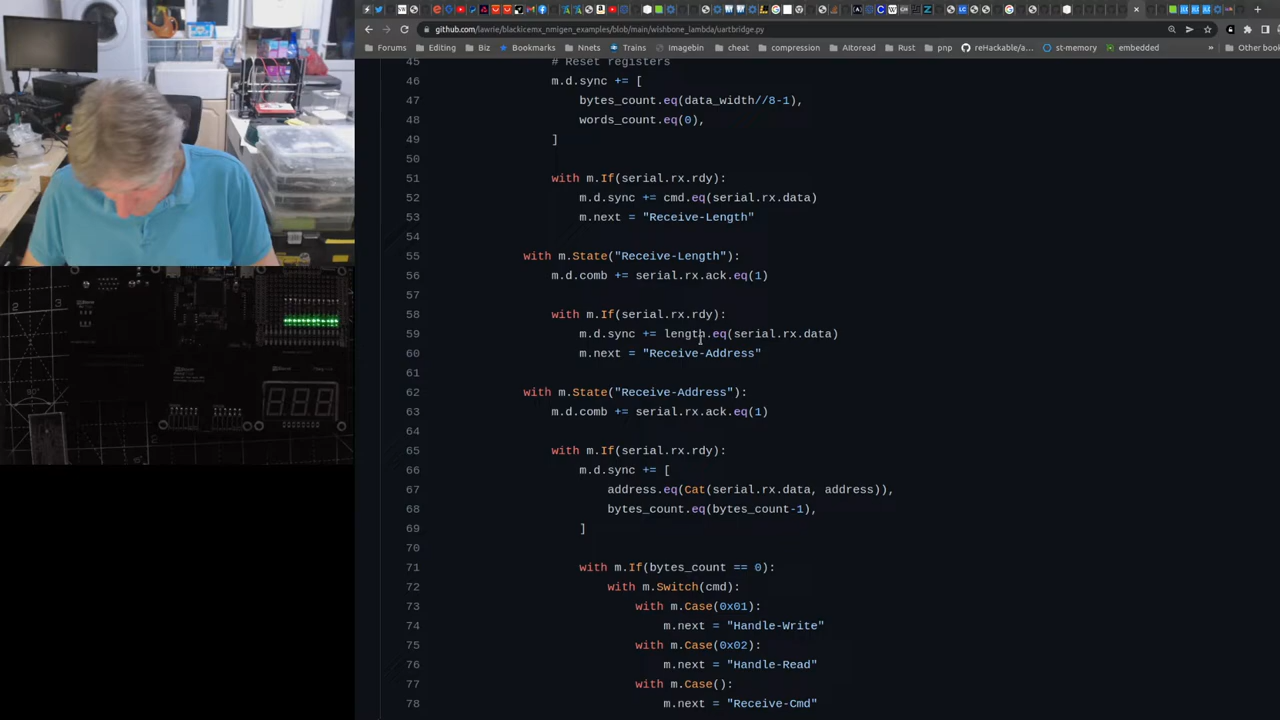 github.com/lawrie/blackicemx_nmigen_examples/blob/main/wishbone_lambda/uartbridge.py
Forums Editing Biz Bookmarks Nnets Trains Imagebin cheat compression AItoread Rust pnp st-memory embedded » Other book
45 # Reset registers
46 m.d.sync += [
47 bytes_count.eq(data_width//8-1),
48 words_count.eq(0),
49 ]
50
51 with m.If(serial.rx.rdy):
52 m.d.sync += cmd.eq(serial.rx.data)
53 m.next = "Receive-Length"
54
55 with m.State("Receive-Length"):
56 m.d.comb += serial.rx.ack.eq(1)
57
58 with m.If(serial.rx.rdy):
59 m.d.sync += length.eq(serial.rx.data)
60 m.next = "Receive-Address"
61
62 with m.State("Receive-Address"):
63 m.d.comb += serial.rx.ack.eq(1)
64
65 with m.If(serial.rx.rdy):
66 m.d.sync += [
67 address.eq(Cat(serial.rx.data, address)),
68 bytes_count.eq(bytes_count-1),
69 ]
70
71 with m.If(bytes_count == 0):
72 with m.Switch(cmd):
73 with m.Case(0x01):
74 m.next = "Handle-Write"
75 with m.Case(0x02):
76 m.next = "Handle-Read"
77 with m.Case():
78 m.next = "Receive-Cmd"